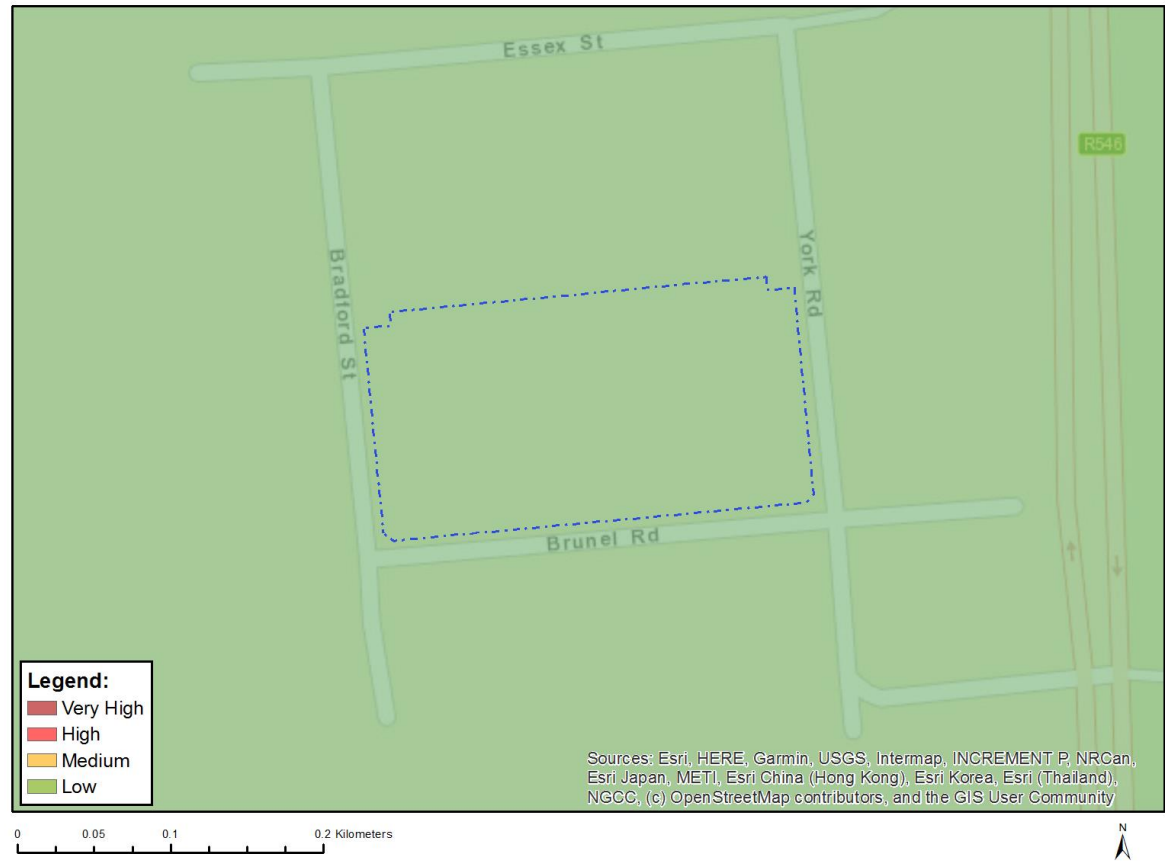 Essex St
R546
Bradford St
York Rd
Brunel Rd
Legend:
Very High
High
Medium
Low
Sources: Esri, HERE, Garmin, USGS, Intermap, INCREMENT P, NRCan,
Esri Japan, METI, Esri China (Hong Kong), Esri Korea, Esri (Thailand),
NGCC, (c) OpenStreetMap contributors, and the GIS User Community
0 0.05 0.1 0.2 Kilometers
N